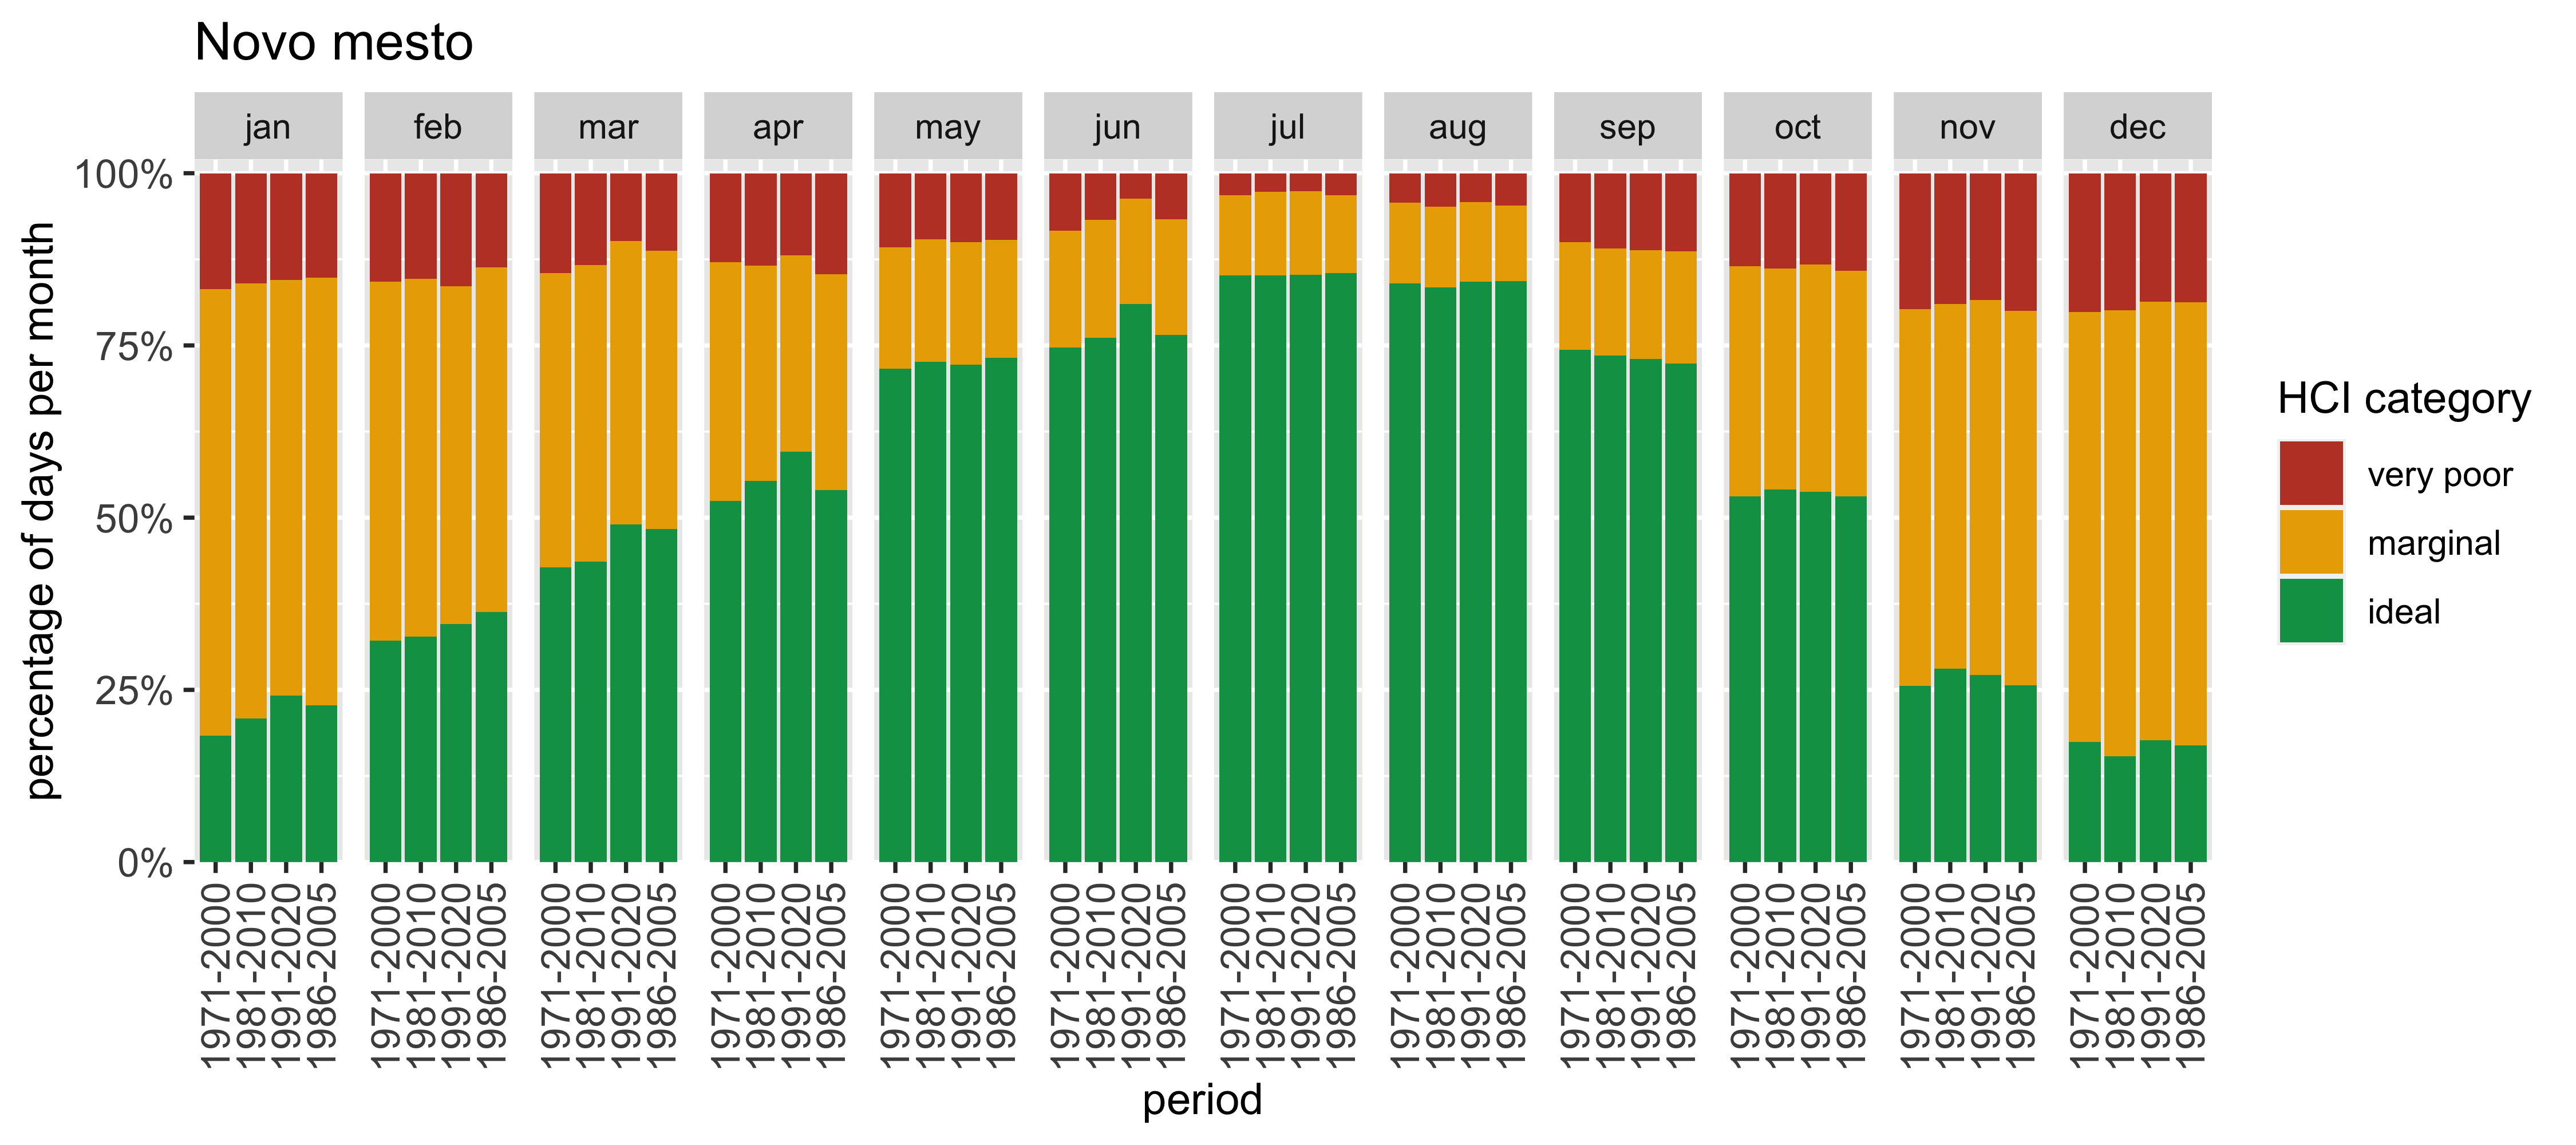 Novo mesto
jan feb mar apr may jun jul aug sep oct nov dec
percentage of days per month
100%
75%
50%
25%
0%
1971-2000 1981-2010 1991-2020 1986-2005 1971-2000 1981-2010 1991-2020 1986-2005 1971-2000 1981-2010 1991-2020 1986-2005 1971-2000 1981-2010 1991-2020 1986-2005 1971-2000 1981-2010 1991-2020 1986-2005 1971-2000 1981-2010 1991-2020 1986-2005 1971-2000 1981-2010 1991-2020 1986-2005 1971-2000 1981-2010 1991-2020 1986-2005 1971-2000 1981-2010 1991-2020 1986-2005 1971-2000 1981-2010 1991-2020 1986-2005 1971-2000 1981-2010 1991-2020 1986-2005 1971-2000 1981-2010 1991-2020 1986-2005
period
HCI category
very poor
marginal
ideal